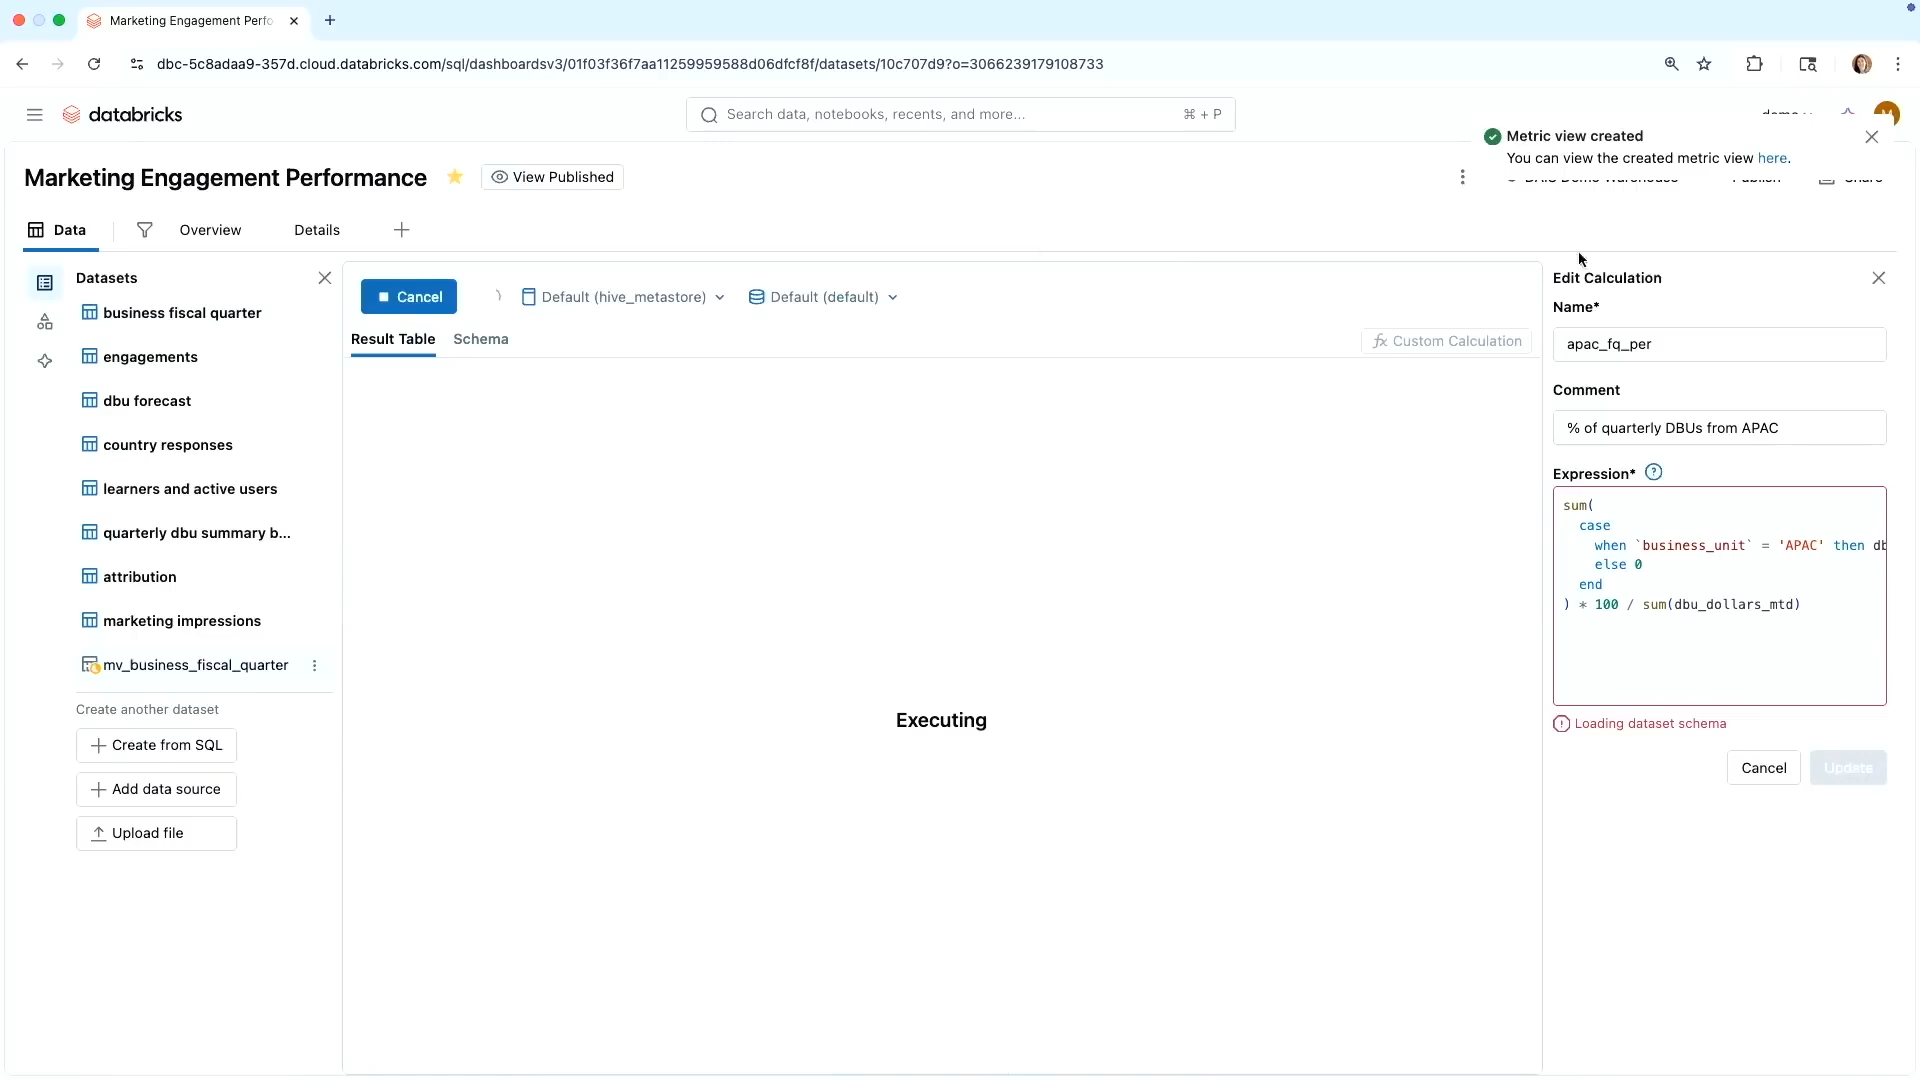 Marketing Engagement Perfo
dbc-5c8adaa9-357d.cloud.databricks.com/sql/dashboardsv3/01f03f36f7aa11259959588d06dfcf8f/datasets/10c707d9?o=3066239179108733
databricks
Search data, notebooks, recents, and more...
⌘ + P
Metric view created
You can view the created metric view here.
Marketing Engagement Performance
View Published
Data
Overview
Details
Datasets
business fiscal quarter
engagements
dbu forecast
country responses
learners and active users
quarterly dbu summary b...
attribution
marketing impressions
mv_business_fiscal_quarter
Create another dataset
Create from SQL
Add data source
Upload file
Cancel
Default (hive_metastore)
Default (default)
Result Table
Schema
fx Custom Calculation
Executing
Edit Calculation
Name*
apac_fq_per
Comment
% of quarterly DBUs from APAC
Expression*
sum(
case
when `business_unit` = 'APAC' then db
else 0
end
) * 100 / sum(dbu_dollars_mtd)
Loading dataset schema
Cancel
Update